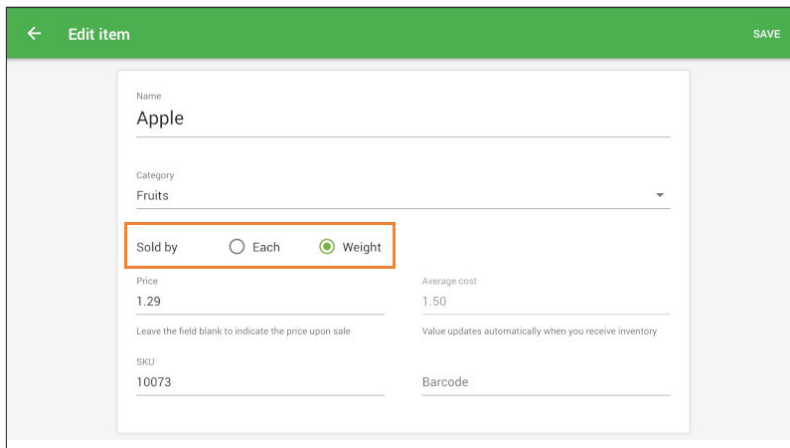 Edit item
SAVE
Name
Apple
Category
Fruits
Sold by Each Weight
Price Average cost
1.29 1.50
Leave the field blank to indicate the price upon sale Value updates automatically when you receive inventory
SKU
10073 Barcode